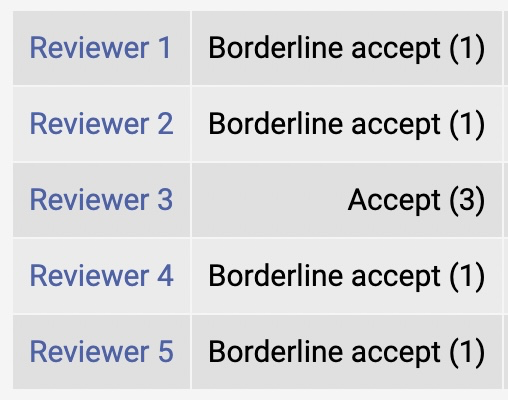 Reviewer 1 Borderline accept (1)
Reviewer 2 Borderline accept (1)
Reviewer 3 Accept (3)
Reviewer 4 Borderline accept (1)
Reviewer 5 Borderline accept (1)